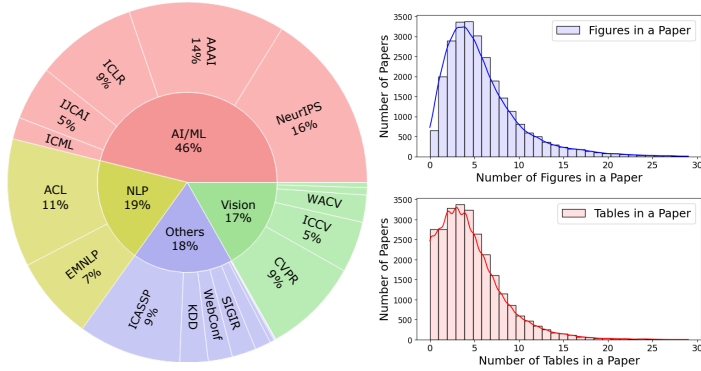 AI/ML
46%
NeurIPS
16%
AAAI
14%
ICLR
9%
IJCAI
5%
ICML
NLP
19%
ACL
11%
EMNLP
7%
Others
18%
ICASSP
9%
KDD
WebConf
SIGIR
Vision
17%
CVPR
9%
ICCV
5%
WACV
Number of Papers
3500
3000
2500
2000
1500
1000
500
0
Figures in a Paper
0 5 10 15 20 25 30
Number of Figures in a Paper
Number of Papers
3500
3000
2500
2000
1500
1000
500
0
Tables in a Paper
0 5 10 15 20 25 30
Number of Tables in a Paper